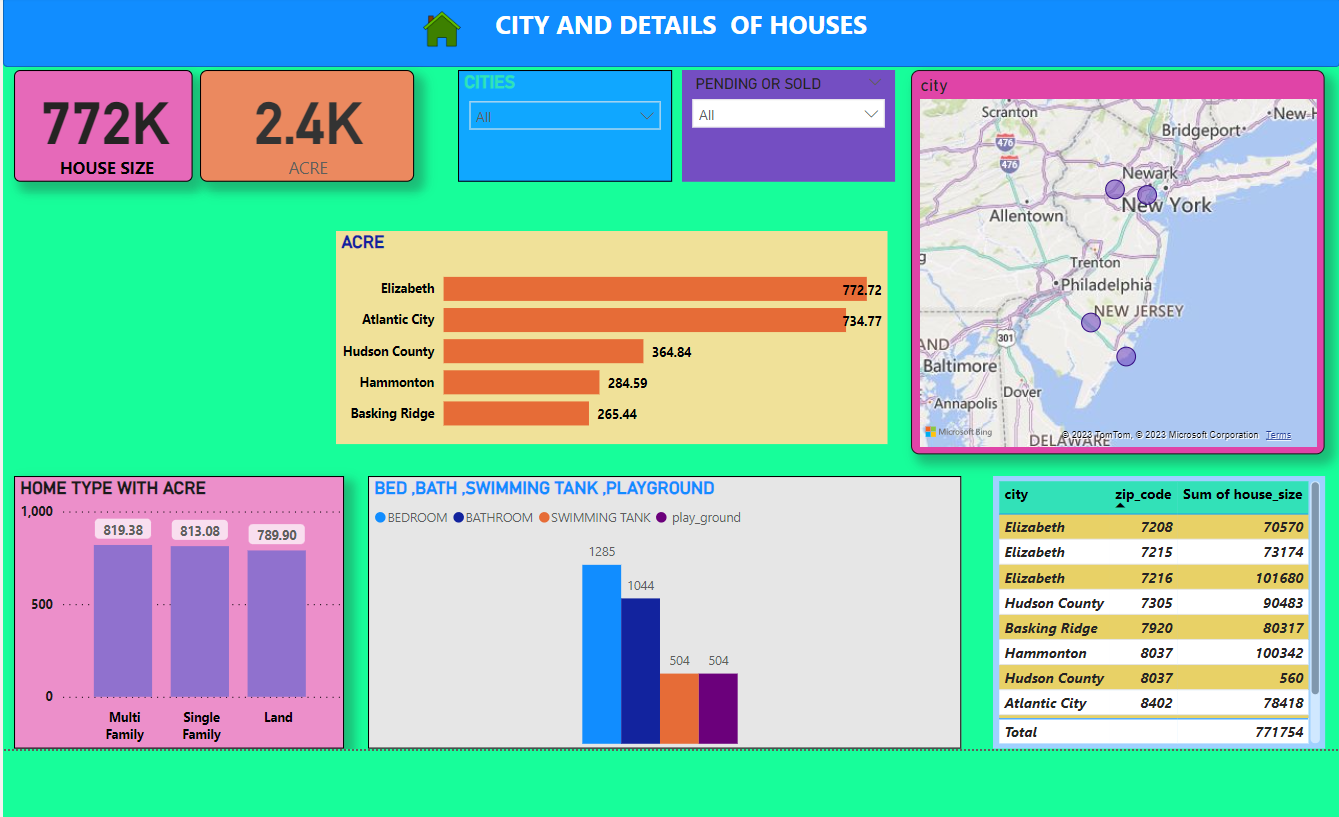 CITY AND DETAILS OF HOUSES
772K
HOUSE SIZE
2.4K
ACRE
CITIES
All
PENDING OR SOLD
All
city
Scranton
New H
Bridgeport
476
476
Newark
New York
Allentown
Trenton
Philadelphia
NEW JERSEY
301
AND
Baltimore
Dover
Annapolis
DELAWARE
Microsoft Bing
© 2023 TomTom, © 2023 Microsoft Corporation Terms
ACRE
Elizabeth 772.72
Atlantic City 734.77
Hudson County 364.84
Hammonton 284.59
Basking Ridge 265.44
HOME TYPE WITH ACRE
1,000
500
0
819.38 813.08 789.90
Multi Family
Single Family
Land
BED ,BATH ,SWIMMING TANK ,PLAYGROUND
BEDROOM BATHROOM SWIMMING TANK play_ground
1285
1044
504 504
city zip_code Sum of house_size
Elizabeth 7208 70570
Elizabeth 7215 73174
Elizabeth 7216 101680
Hudson County 7305 90483
Basking Ridge 7920 80317
Hammonton 8037 100342
Hudson County 8037 560
Atlantic City 8402 78418
Total 771754